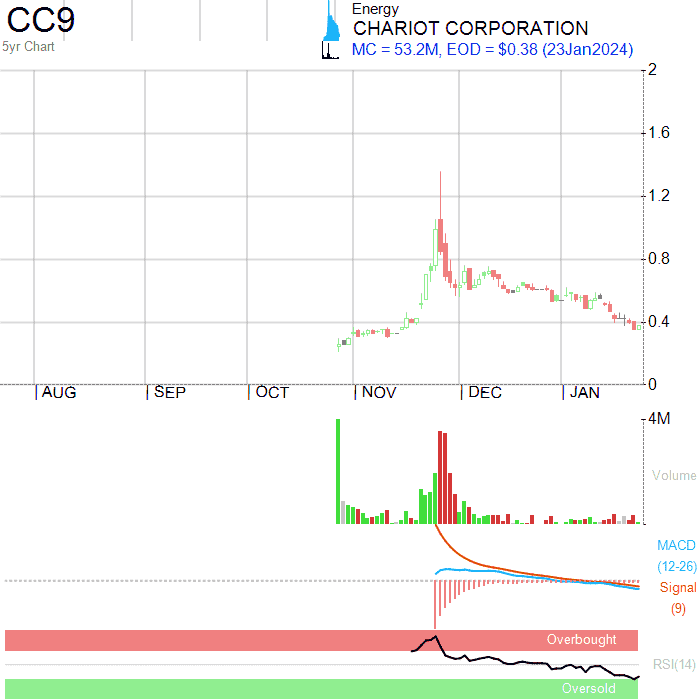 CC9
5yr Chart
Energy
CHARIOT CORPORATION
MC = 53.2M, EOD = $0.38 (23Jan2024)
2
1.6
1.2
0.8
0.4
0
AUG SEP OCT NOV DEC JAN
4M
Volume
MACD
(12-26)
Signal
(9)
Overbought
RSI(14)
Oversold